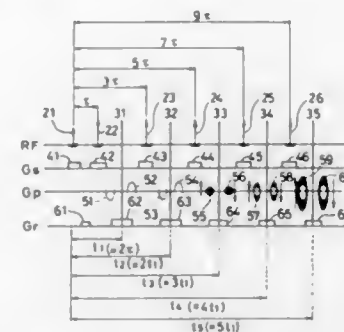 9τ
7τ
5τ
3τ
τ
21 22 31 23 32 24 33 25 34 26 35
RF
41 42 43 44 45 46 59
Gs
51 52 54 56 58
Gp
61 62 53 63 55 64 57 65
Gr
t₁(=2τ)
t₂(=2t₁)
t₃(=3t₁)
t₄(=4t₁)
t₅(=5t₁)